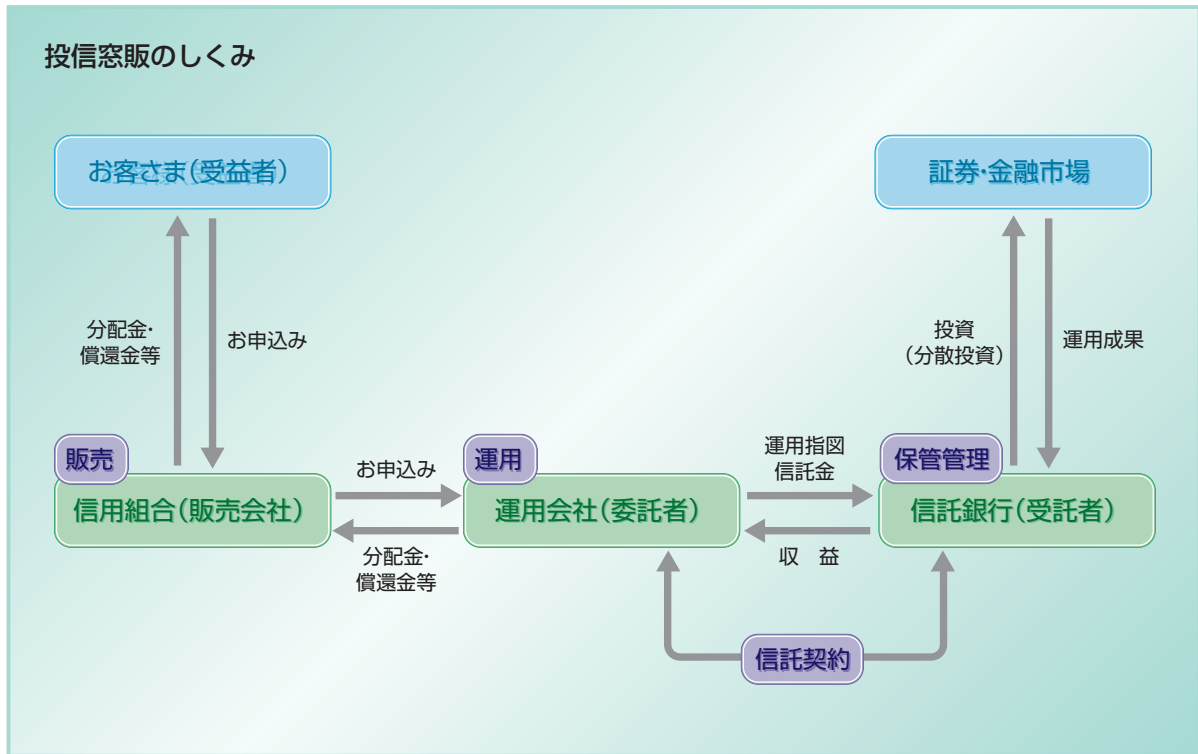 投信窓販のしくみ
お客さま(受益者)
証券･金融市場
分配金･
償還金等
お申込み
投資
(分散投資)
運用成果
販売
信用組合(販売会社)
お申込み
分配金･
償還金等
運用
運用会社(委託者)
運用指図
信託金
収　益
保管管理
信託銀行(受託者)
信託契約